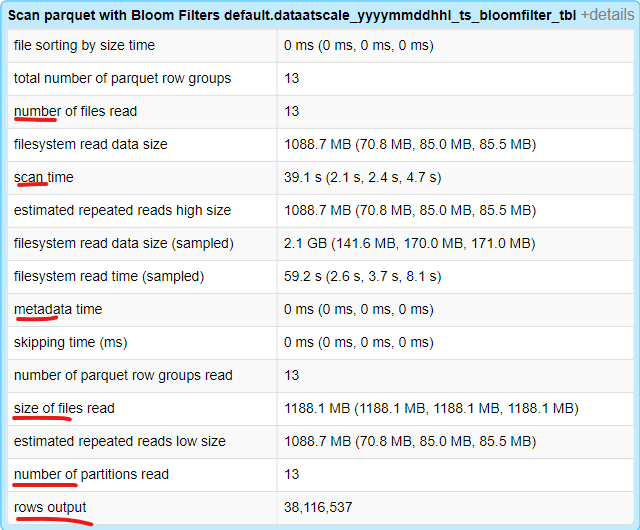 Scan parquet with Bloom Filters default.dataatscale_yyyymmddhhl_ts_bloomfilter_tbl +details
file sorting by size time 0 ms (0 ms, 0 ms, 0 ms)
total number of parquet row groups 13
number of files read 13
filesystem read data size 1088.7 MB (70.8 MB, 85.0 MB, 85.5 MB)
scan time 39.1 s (2.1 s, 2.4 s, 4.7 s)
estimated repeated reads high size 1088.7 MB (70.8 MB, 85.0 MB, 85.5 MB)
filesystem read data size (sampled) 2.1 GB (141.6 MB, 170.0 MB, 171.0 MB)
filesystem read time (sampled) 59.2 s (2.6 s, 3.7 s, 8.1 s)
metadata time 0 ms (0 ms, 0 ms, 0 ms)
skipping time (ms) 0 ms (0 ms, 0 ms, 0 ms)
number of parquet row groups read 13
size of files read 1188.1 MB (1188.1 MB, 1188.1 MB, 1188.1 MB)
estimated repeated reads low size 1088.7 MB (70.8 MB, 85.0 MB, 85.5 MB)
number of partitions read 13
rows output 38,116,537